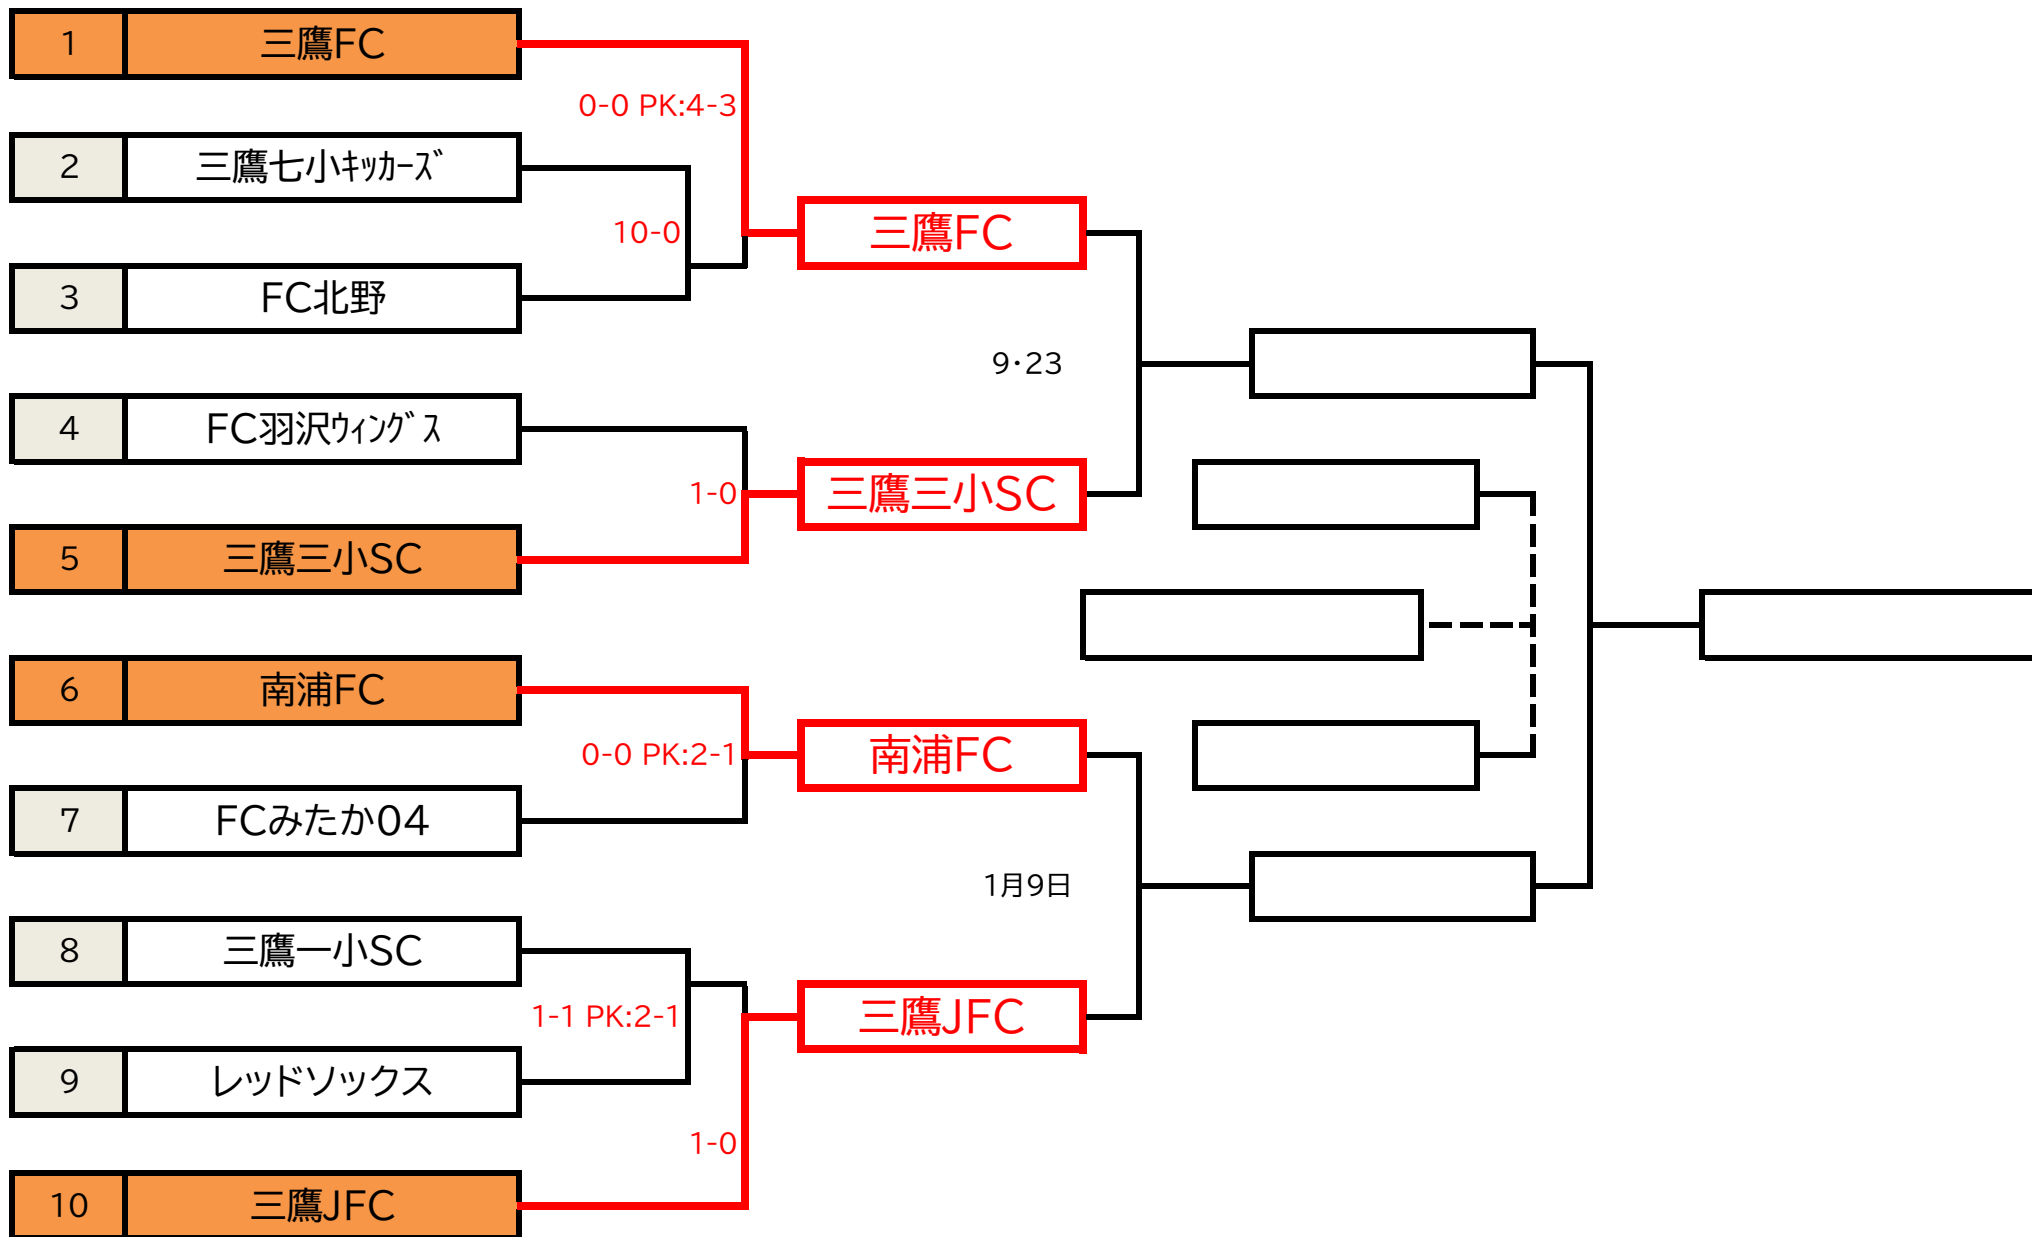 1 三鷹FC
0-0 PK:4-3
2 三鷹七小ｷｯｶｰｽﾞ
三鷹FC
10-0
3 FC北野
9･23
4 FC羽沢ｳｨﾝｸﾞｽ
1-0
三鷹三小SC
5 三鷹三小SC
6 南浦FC
0-0 PK:2-1
南浦FC
7 FCみたか04
1月9日
8 三鷹一小SC
1-1 PK:2-1
三鷹JFC
9 レッドソックス
1-0
10 三鷹JFC